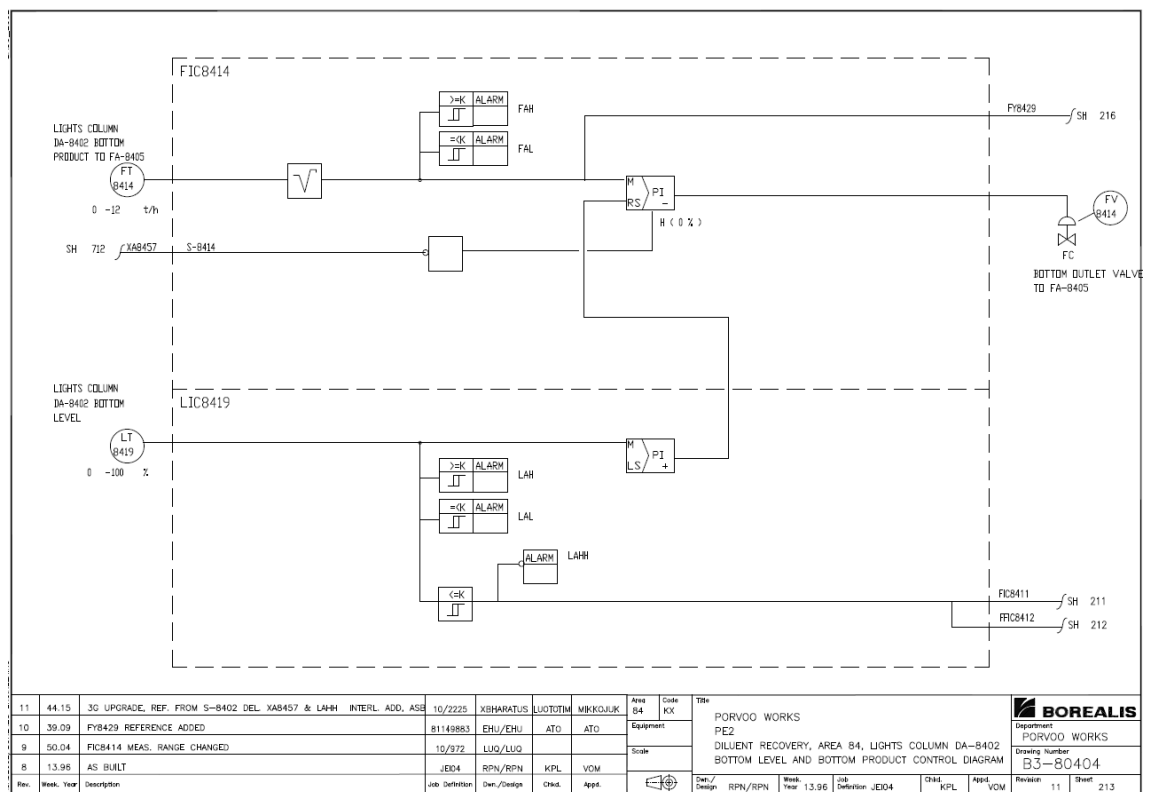 FIC8414
>=K ALARM
FAH
=<K ALARM
FAL
FY8429
SH 216
LIGHTS COLUMN
DA-8402 BOTTOM
PRODUCT TO FA-8405
FT
8414
0 -12 t/h
√
M
RS
PI
-
H ( 0 % )
FV
8414
FC
BOTTOM OUTLET VALVE
TO FA-8405
SH 712
XA8457
S-8414
LIC8419
LIGHTS COLUMN
DA-8402 BOTTOM
LEVEL
LT
8419
0 -100 %
M
LS
PI
+
>=K ALARM
LAH
=<K ALARM
LAL
ALARM
LAHH
<=K
FIC8411
SH 211
FFIC8412
SH 212
11 44.15 3G UPGRADE, REF. FROM S-8402 DEL. XA8457 & LAHH INTERL. ADD, ASB 10/2225 XBHARATUS LUOTOTJM MIKKOJUK
10 39.09 FY8429 REFERENCE ADDED 81149883 EHU/EHU ATO ATO
9 50.04 FIC8414 MEAS. RANGE CHANGED 10/972 LUQ/LUQ
8 13.96 AS BUILT JEI04 RPN/RPN KPL VOM
Rev. Week. Year Description Job Definition Dwn./Design Chkd. Appd.
Area
84
Code
KX
Equipment
Scale
Title
PORVOO WORKS
PE2
DILUENT RECOVERY, AREA 84, LIGHTS COLUMN DA-8402
BOTTOM LEVEL AND BOTTOM PRODUCT CONTROL DIAGRAM
Dwn./
Design RPN/RPN
Week.
Year 13.96
Job
Definition JEI04
Chkd.
KPL
Appd.
VOM
BOREALIS
Department
PORVOO WORKS
Drawing Number
B3-80404
Revision
11
Sheet
213